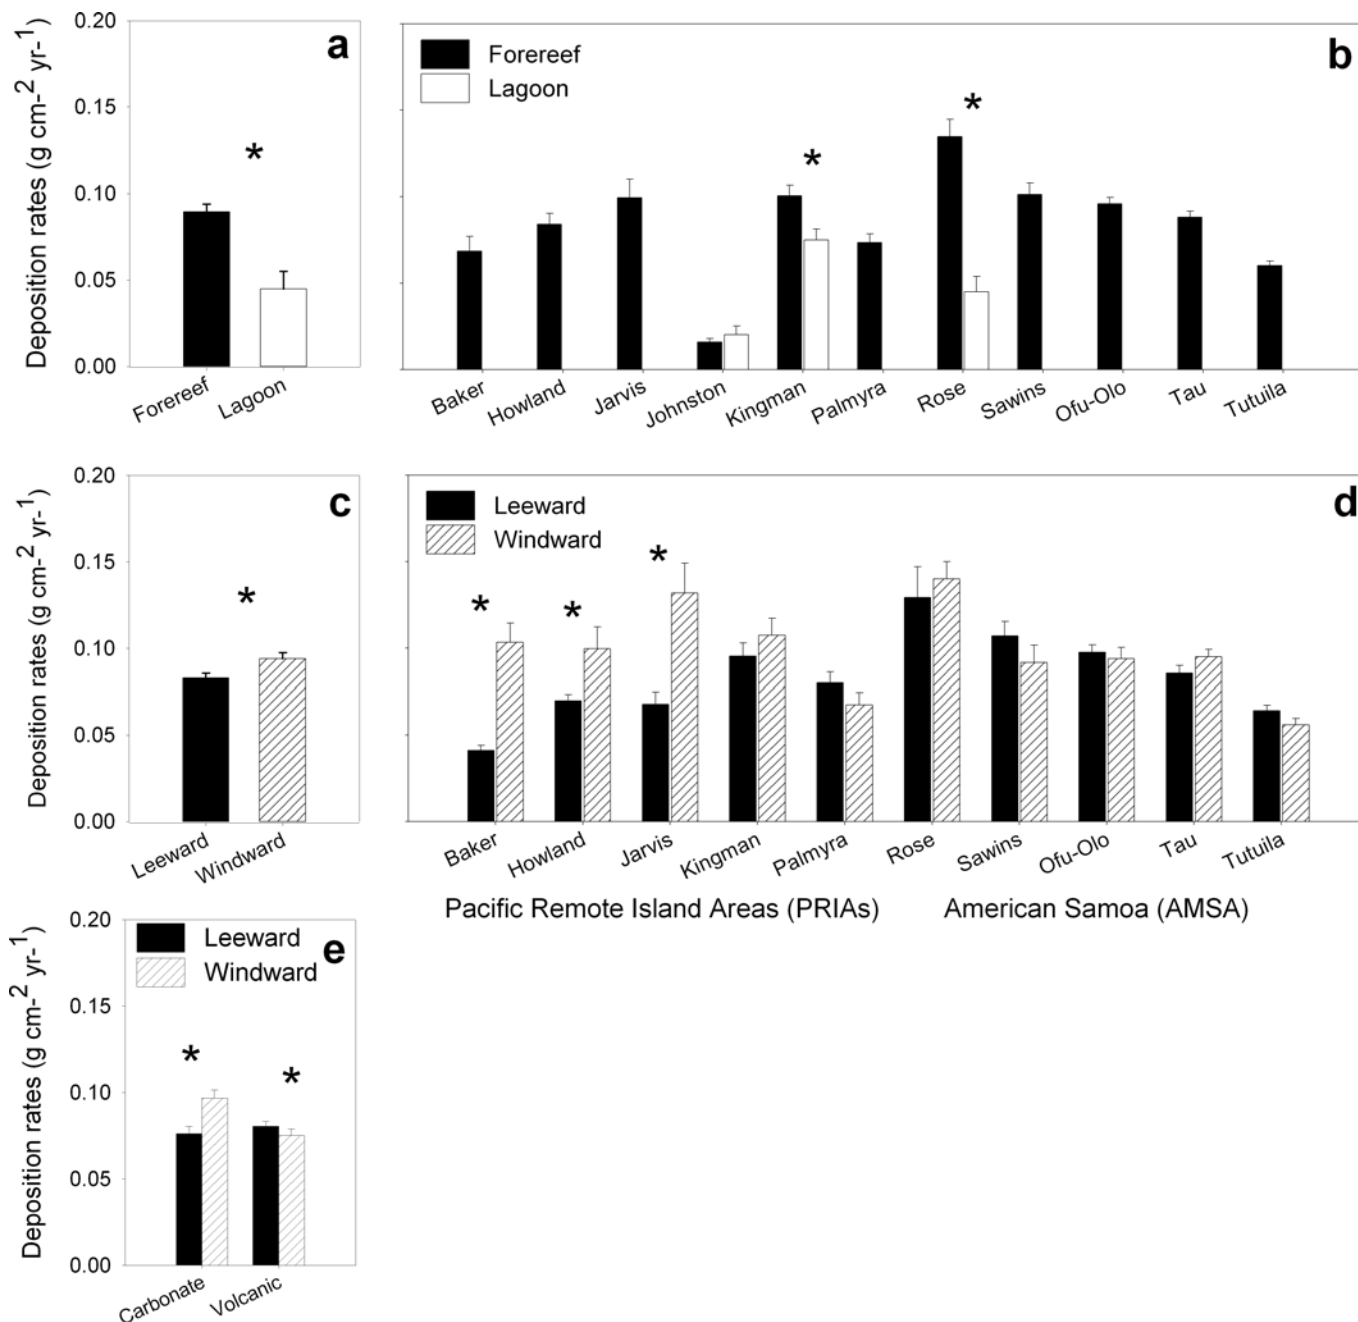 Deposition rates (g cm-2 yr-1)
0.20
0.15
0.10
0.05
0.00
a
*
Forereef
Lagoon
Forereef
Lagoon
b
*
*
Baker
Howland
Jarvis
Johnston
Kingman
Palmyra
Rose
Sawins
Ofu-Olo
Tau
Tutuila
Deposition rates (g cm-2 yr-1)
0.20
0.15
0.10
0.05
0.00
c
*
Leeward
Windward
Leeward
Windward
d
*
*
*
Baker
Howland
Jarvis
Kingman
Palmyra
Rose
Sawins
Ofu-Olo
Tau
Tutuila
Pacific Remote Island Areas (PRIAs)
American Samoa (AMSA)
Deposition rates (g cm-2 yr-1)
0.20
0.15
0.10
0.05
0.00
Leeward
Windward
e
*
*
Carbonate
Volcanic